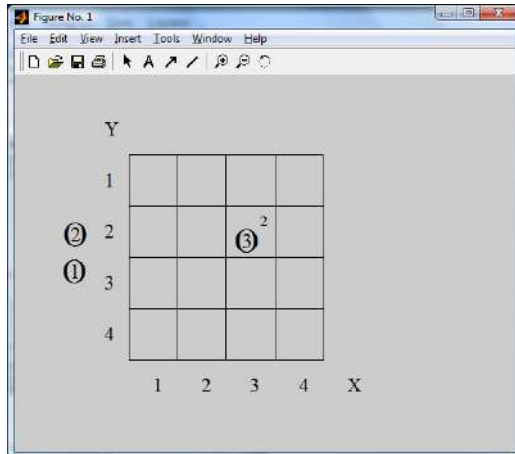 Figure No. 1
File Edit View Insert Tools Window Help
A
Y
1
② 2 ③ 2
① 3
4
1 2 3 4 X